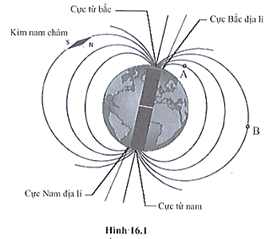 Cực từ bắc
Cực Bắc địa lí
Kim nam châm
S N
A
B
Cực Nam địa lí
Cực từ nam
Hình 16.1